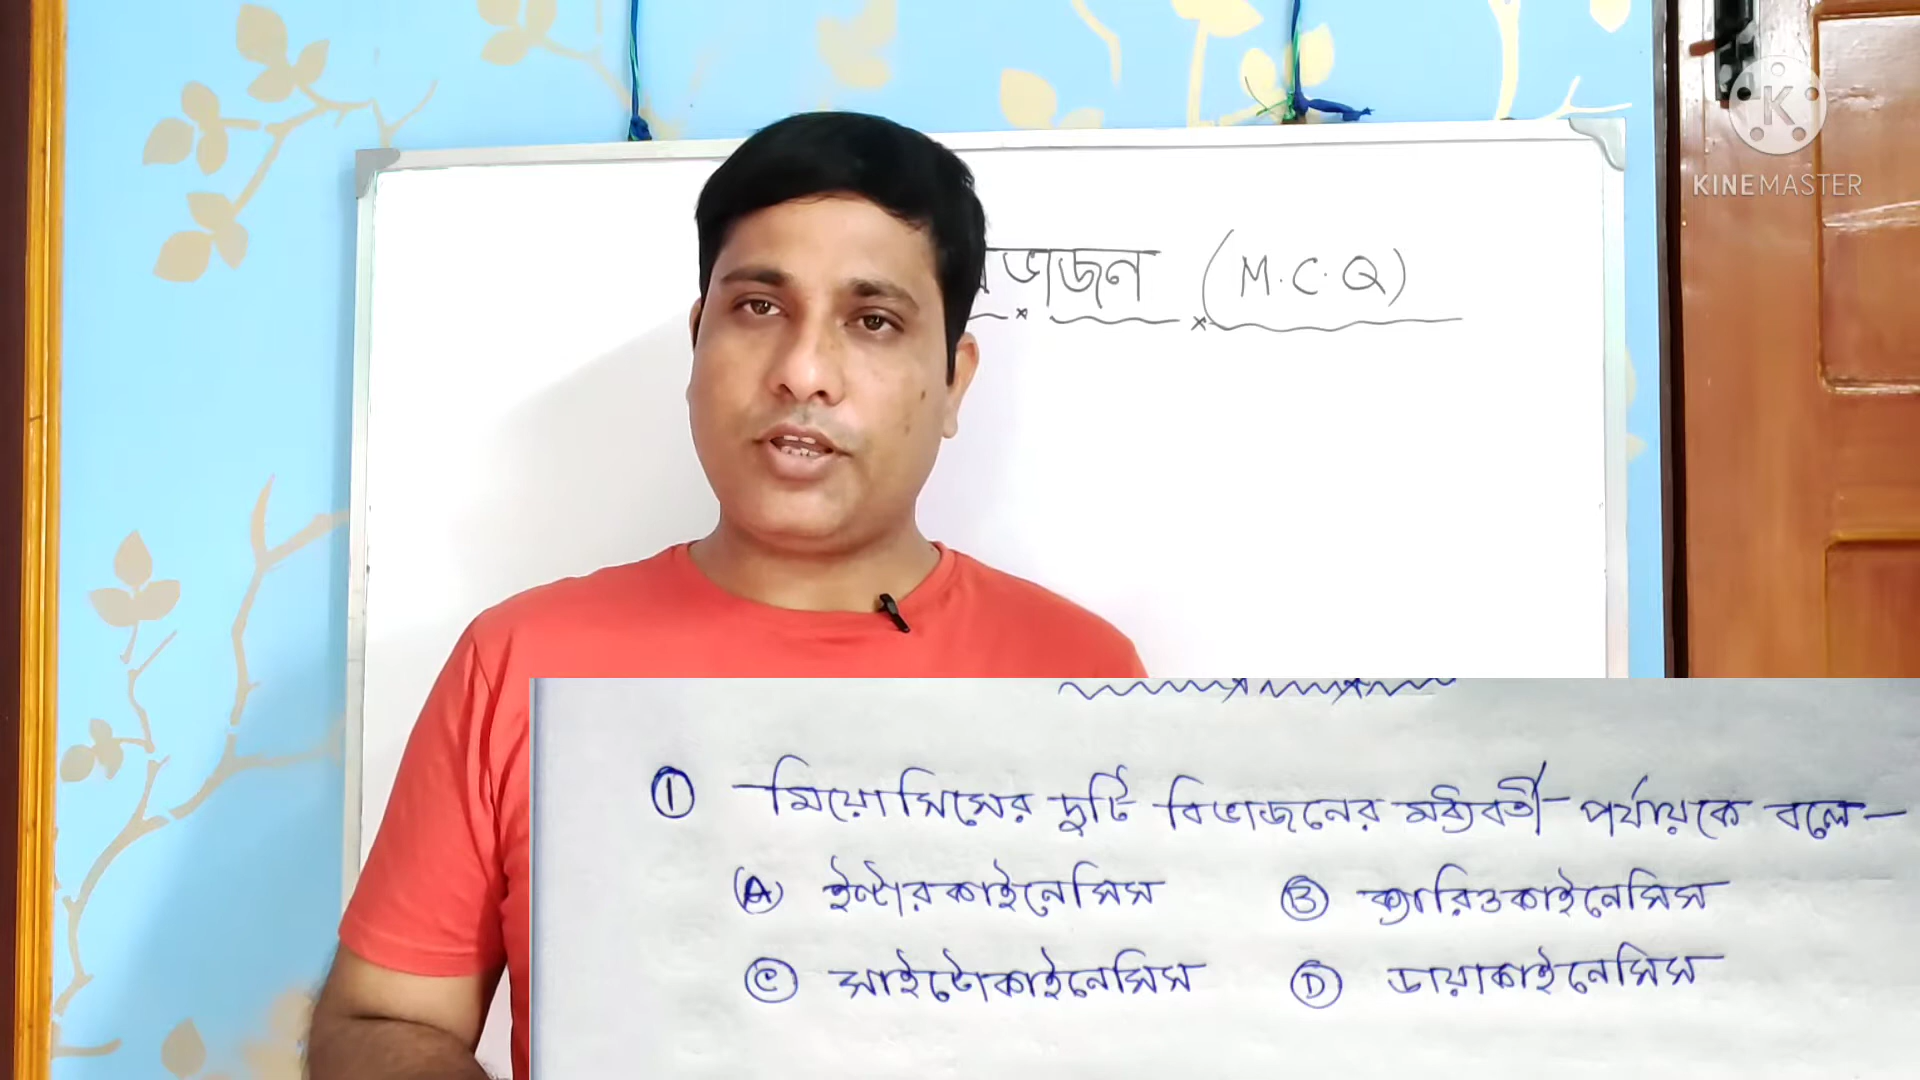 KINEMASTER
ভাজন (M.C.Q)
① মিয়োসিসের দুটি বিভাজনের মধ্যবর্তী পর্যায়কে বলে-
(A) ইন্টারকাইনেসিস Ⓑ ক্যারিওকাইনেসিস
Ⓒ সাইটোকাইনেসিস Ⓓ ডায়াকাইনেসিস